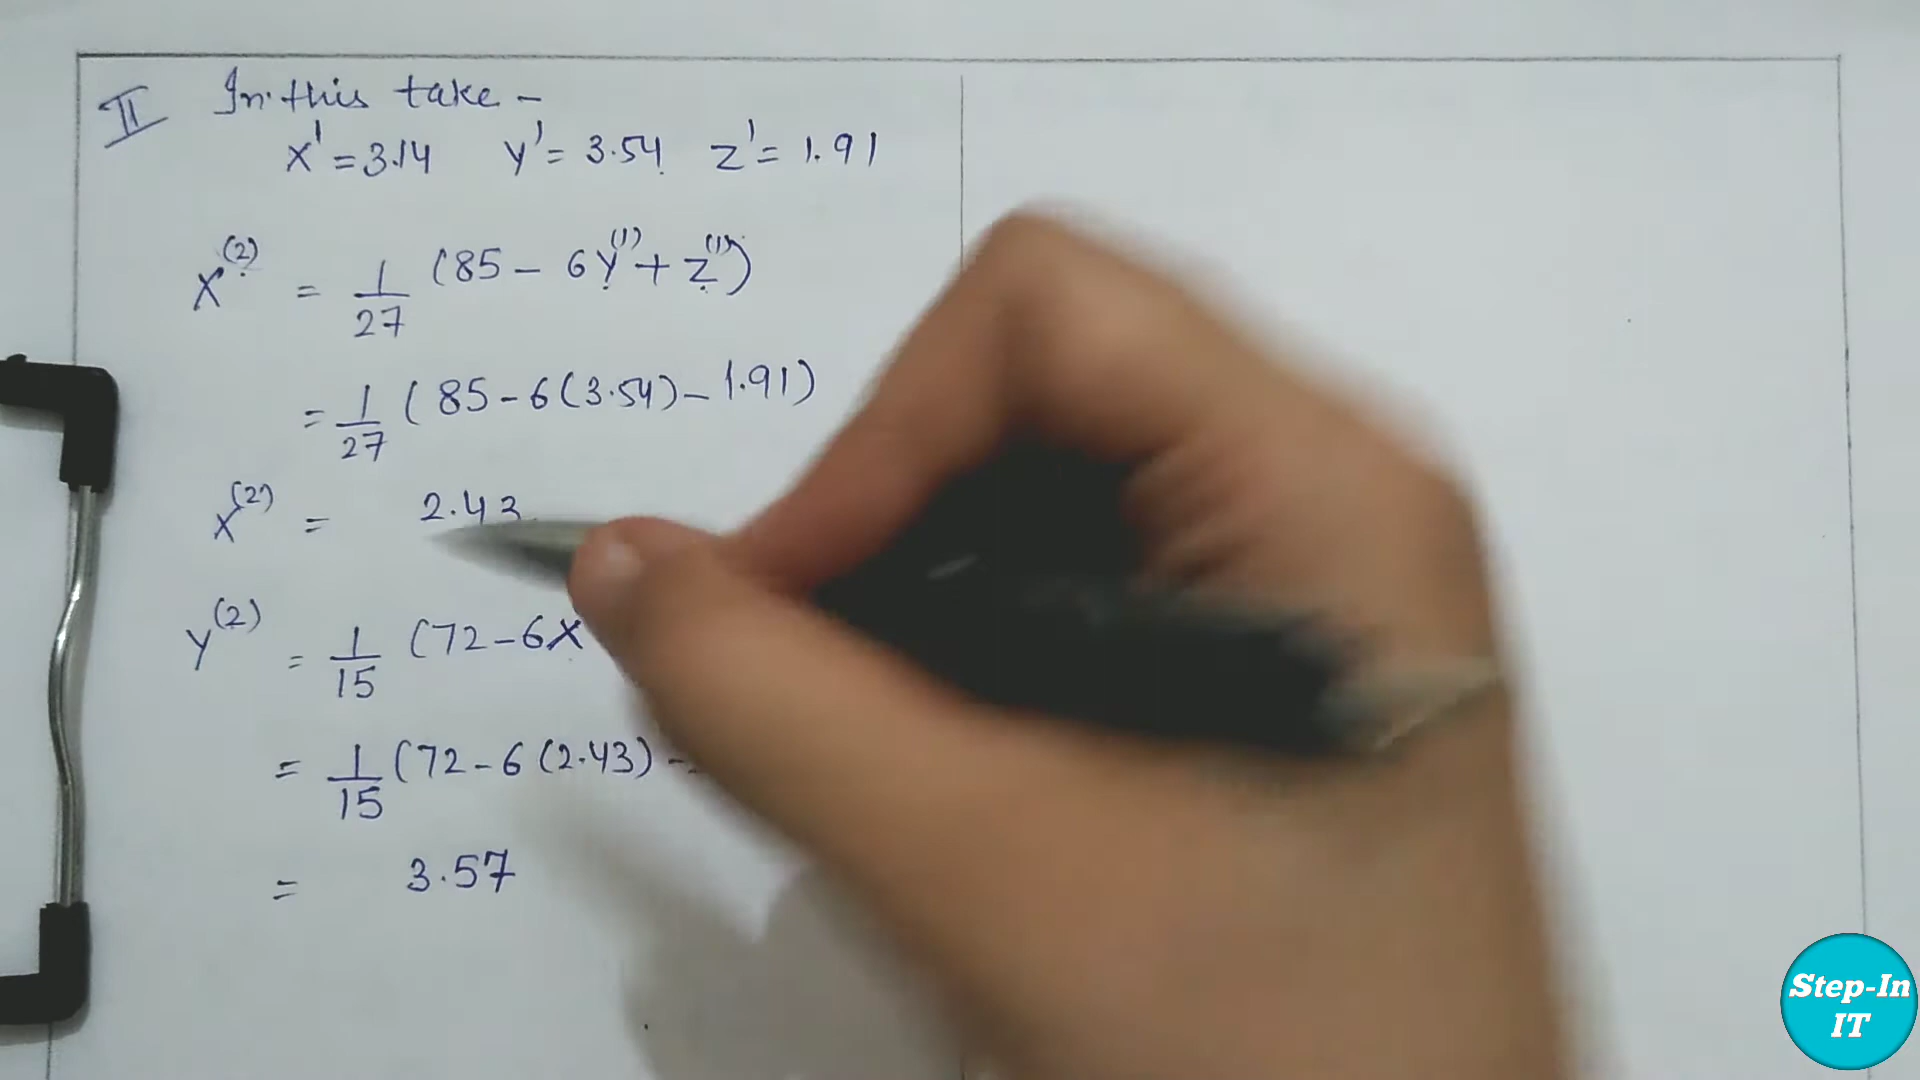 II In this take -
x' = 3.14 y' = 3.54 z' = 1.91
x(2) = 1/27 (85 - 6y(1) + z(1))
= 1/27 (85 - 6(3.54) - 1.91)
x(2) = 2.43
y(2) = 1/15 (72 - 6x
= 1/15 (72 - 6(2.43) -
= 3.57
Step-In
IT